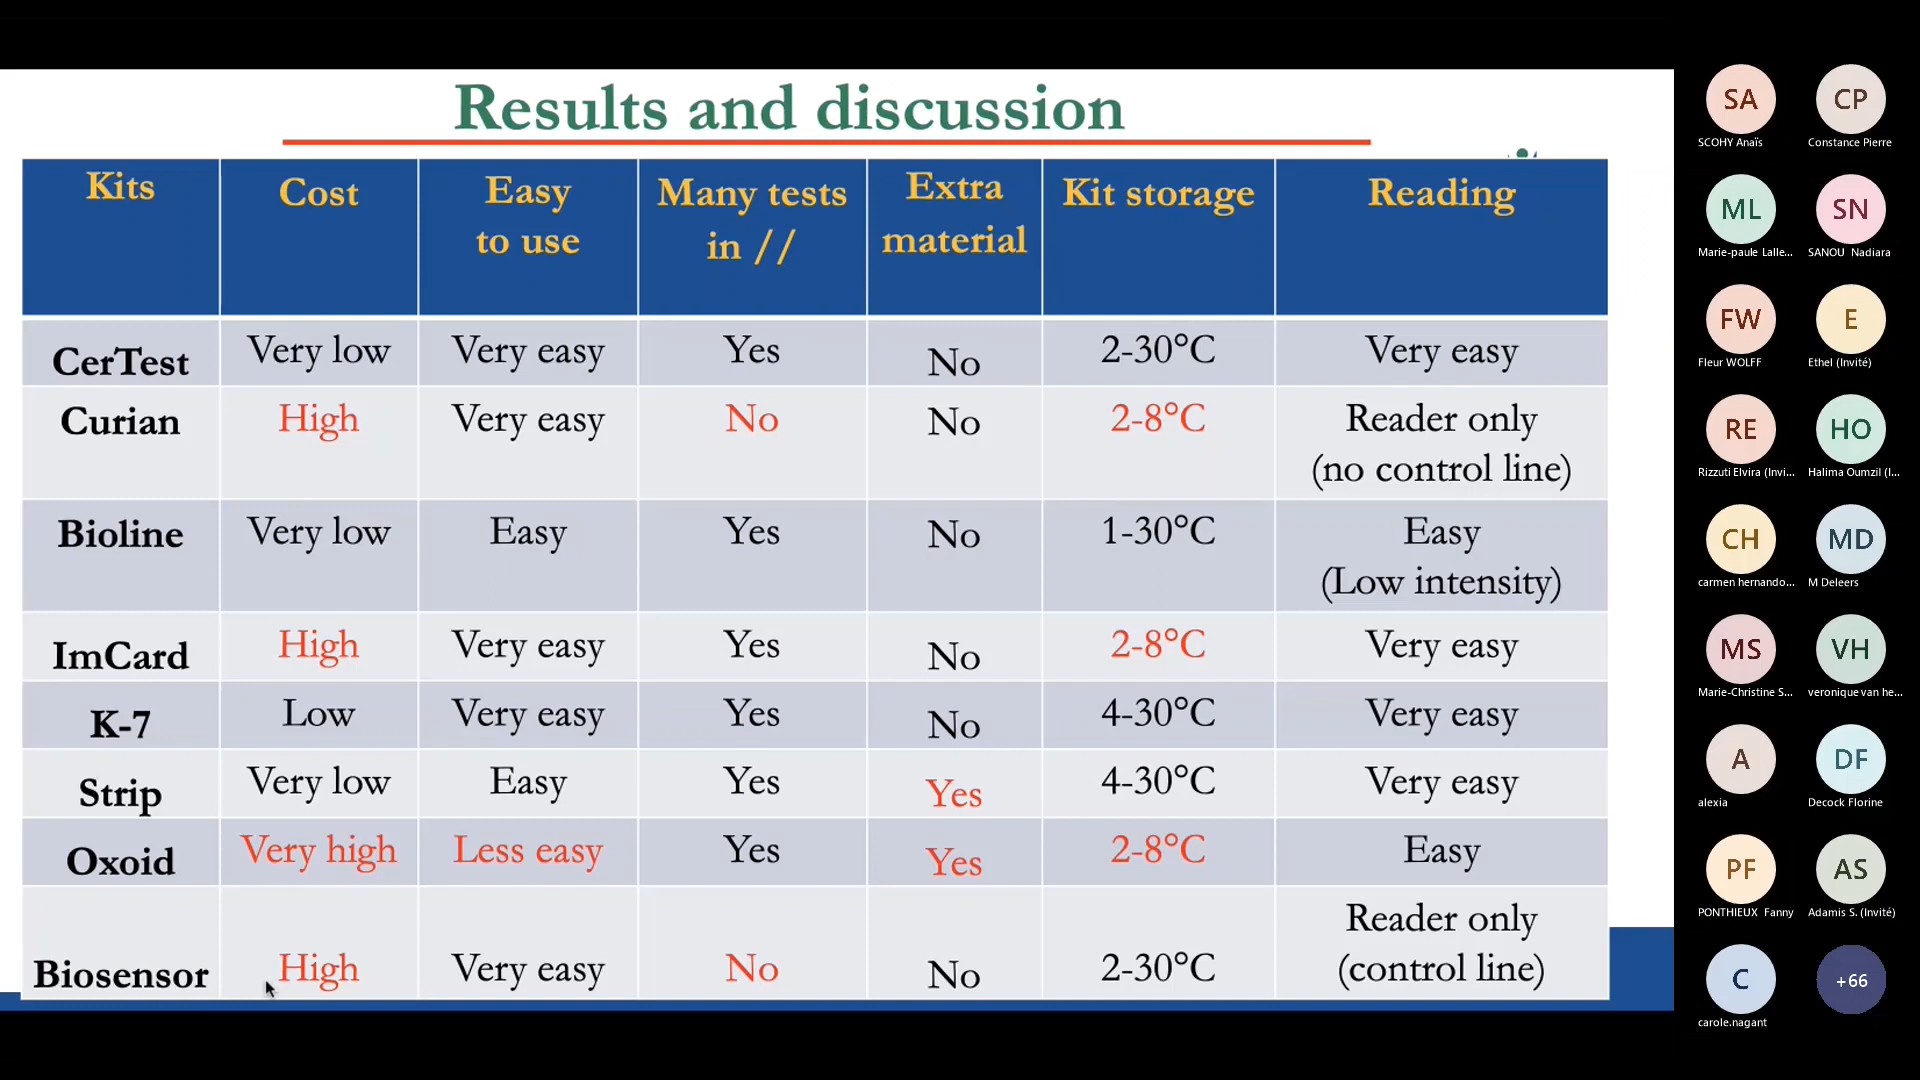 Results and discussion
Kits Cost Easy to use Many tests in // Extra material Kit storage Reading
CerTest Very low Very easy Yes No 2-30°C Very easy
Curian High Very easy No No 2-8°C Reader only (no control line)
Bioline Very low Easy Yes No 1-30°C Easy (Low intensity)
ImCard High Very easy Yes No 2-8°C Very easy
K-7 Low Very easy Yes No 4-30°C Very easy
Strip Very low Easy Yes Yes 4-30°C Very easy
Oxoid Very high Less easy Yes Yes 2-8°C Easy
Biosensor High Very easy No No 2-30°C Reader only (control line)
SA CP
SCOHY Anaïs Constance Pierre
ML SN
Marie-paule Lalle... SANOU Nadiara
FW E
Fleur WOLFF Ethel (Invité)
RE HO
Rizzuti Elvira (Invi... Halima Oumzil (I...
CH MD
carmen hernando... M Deleers
MS VH
Marie-Christine S... veronique van he...
A DF
alexia Decock Florine
PF AS
PONTHIEUX Fanny Adamis S. (Invité)
C +66
carole.nagant